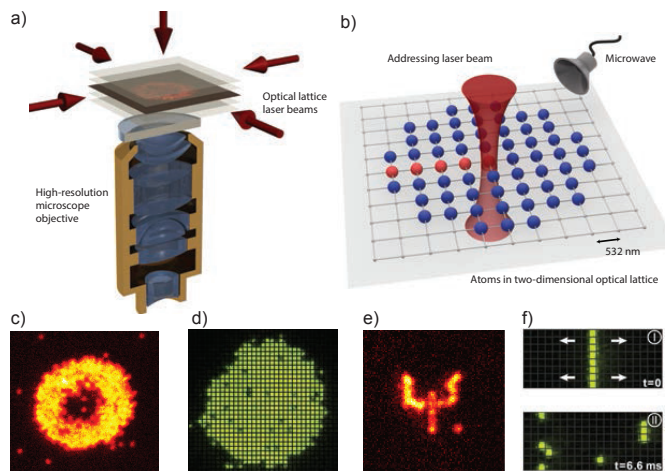 a)
Optical lattice
laser beams
High-resolution
microscope
objective
b)
Addressing laser beam
Microwave
532 nm
Atoms in two-dimensional optical lattice
c)
d)
e)
f)
I
t=0
II
t=6.6 ms